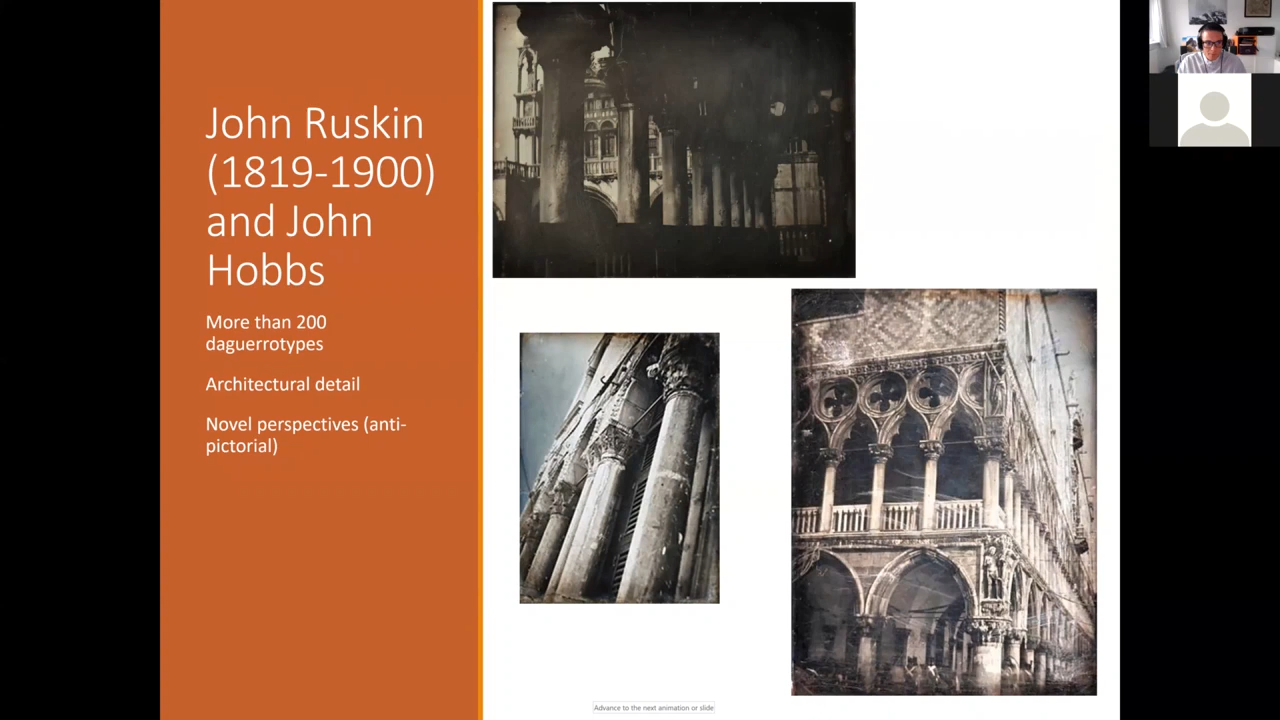 John Ruskin
(1819-1900)
and John
Hobbs
More than 200
daguerrotypes
Architectural detail
Novel perspectives (anti-
pictorial)
Advance to the next animation or slide